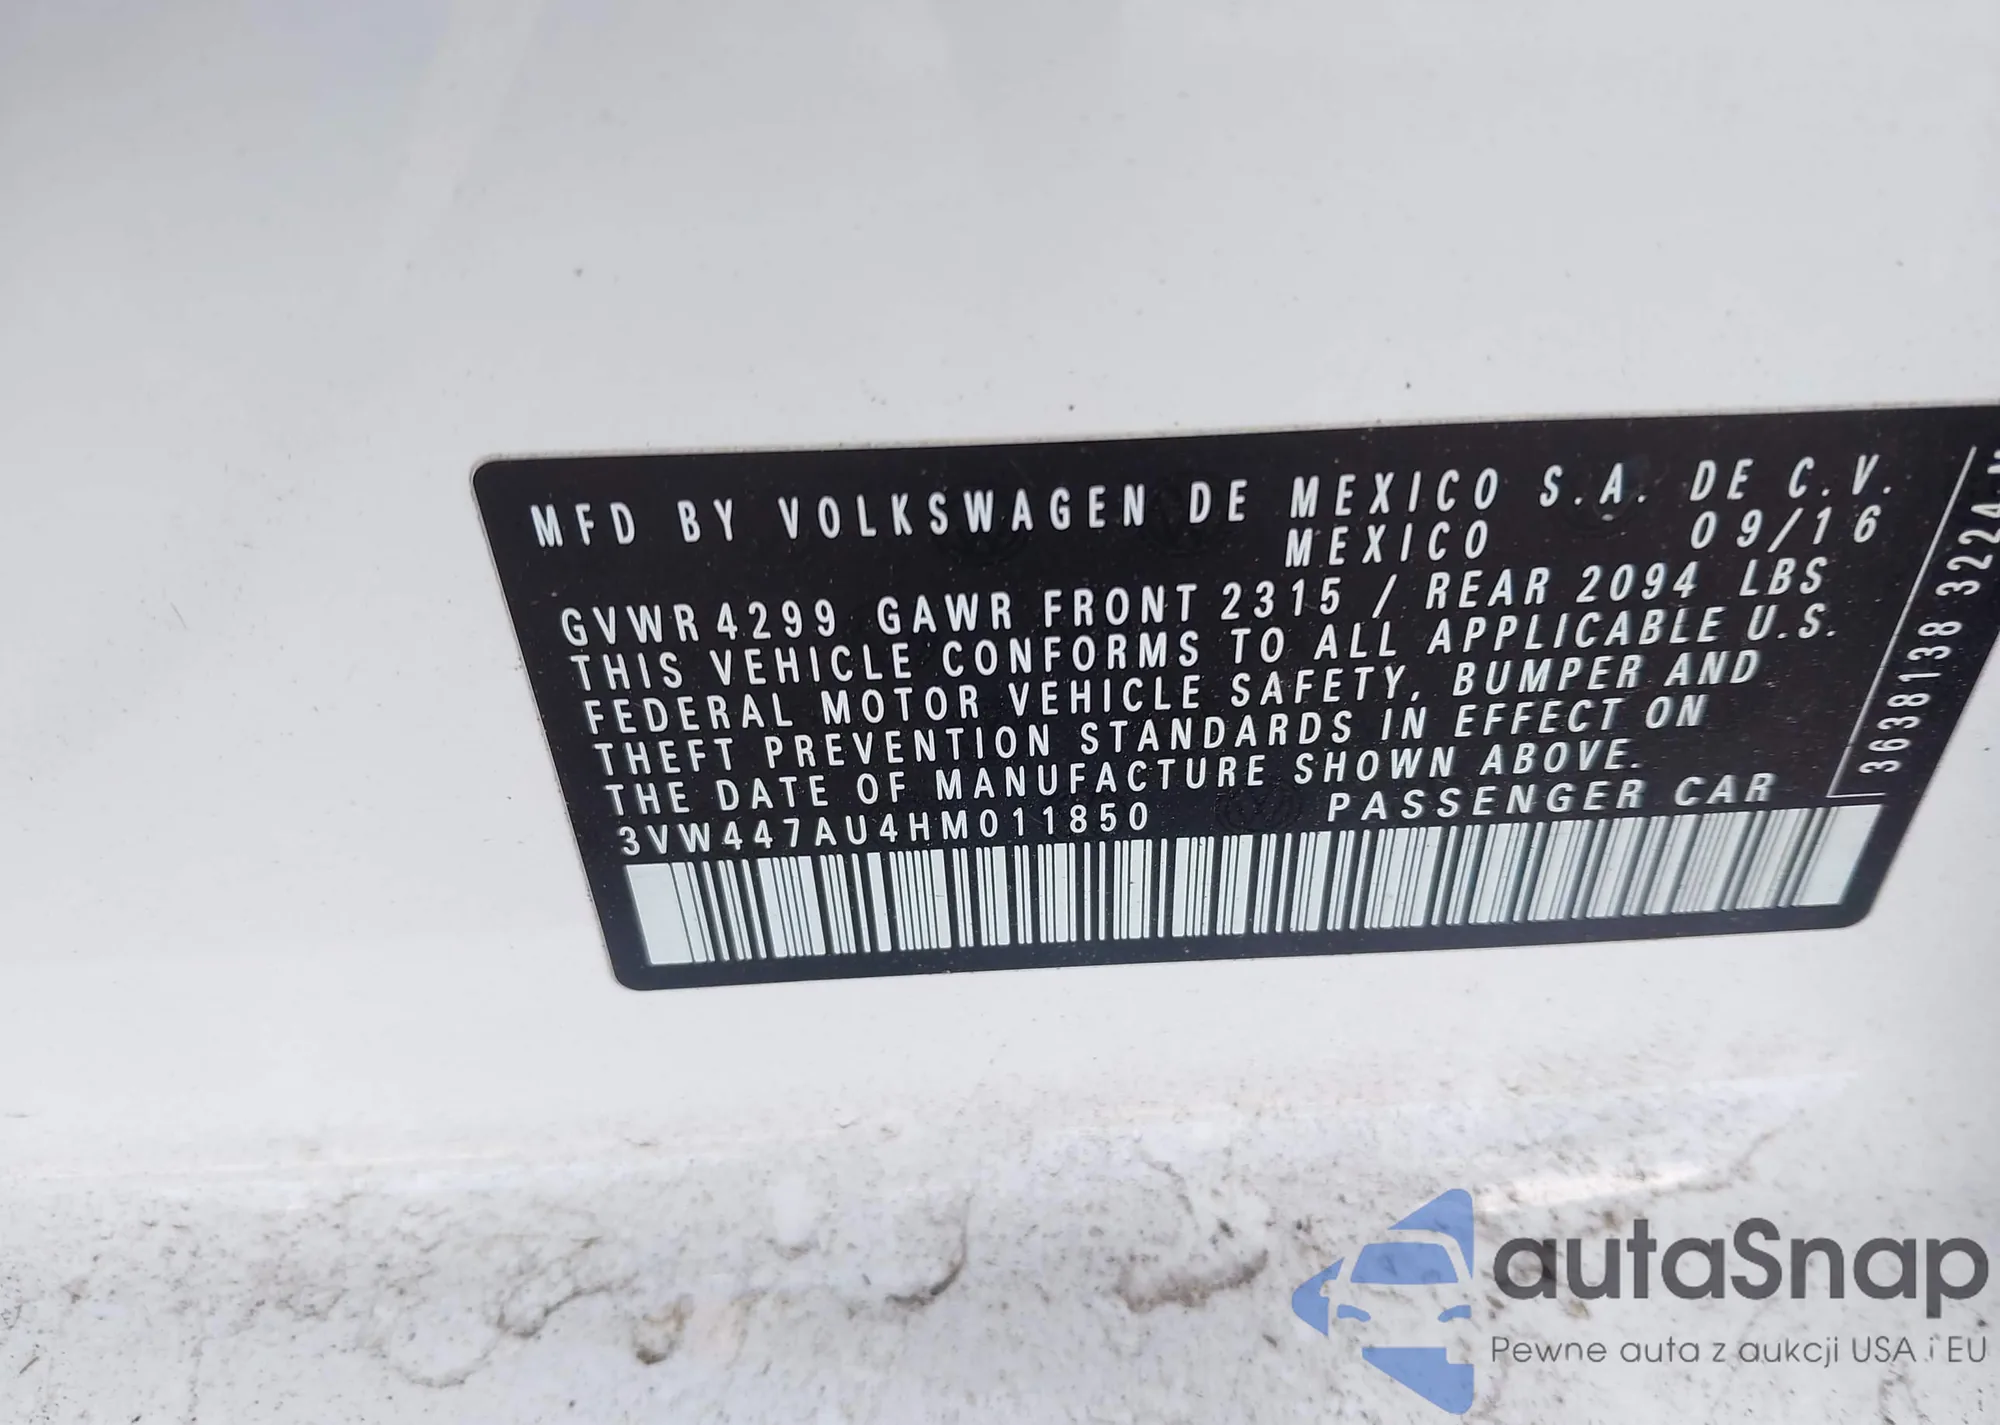 MFD BY VOLKSWAGEN DE MEXICO S.A. DE C.V.
MEXICO 09/16
GVWR 4299 GAWR FRONT 2315 / REAR 2094 LBS
THIS VEHICLE CONFORMS TO ALL APPLICABLE U.S.
FEDERAL MOTOR VEHICLE SAFETY, BUMPER AND
THEFT PREVENTION STANDARDS IN EFFECT ON
THE DATE OF MANUFACTURE SHOWN ABOVE.
3VW447AU4HM011850 PASSENGER CAR
3638138 3224
autaSnap
Pewne auta z aukcji USA i EU